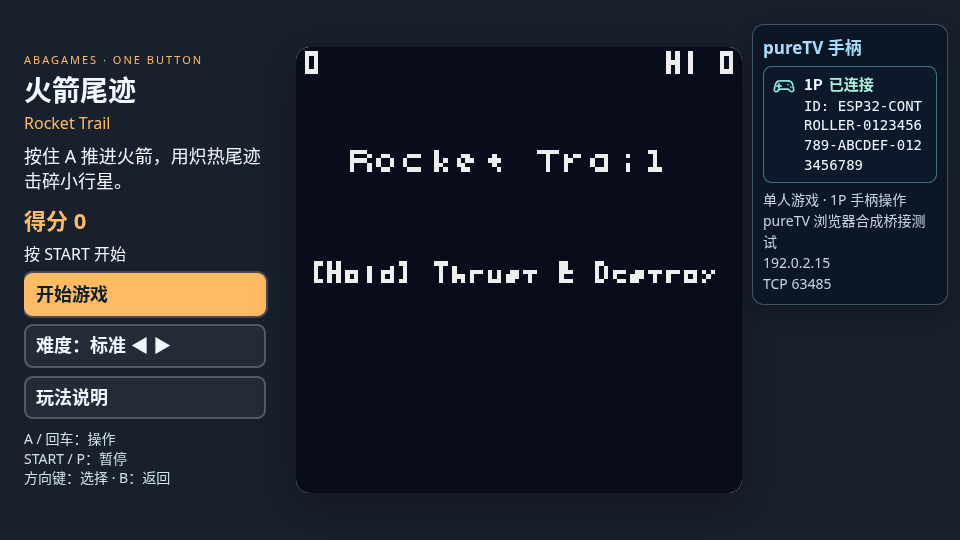 ABAGAMES · ONE BUTTON
火箭尾迹
Rocket Trail
按住 A 推进火箭，用炽热尾迹
击碎小行星。
得分 0
按 START 开始
开始游戏
难度：标准 ◀ ▶
玩法说明
A / 回车：操作
START / P：暂停
方向键：选择 · B：返回
0
HI 0
Rocket Trail
[Hold] Thrust & Destroy
pureTV 手柄
1P 已连接
ID: ESP32-CONT
ROLLER-0123456
789-ABCDEF-012
3456789
单人游戏 · 1P 手柄操作
pureTV 浏览器合成桥接测
试
192.0.2.15
TCP 63485